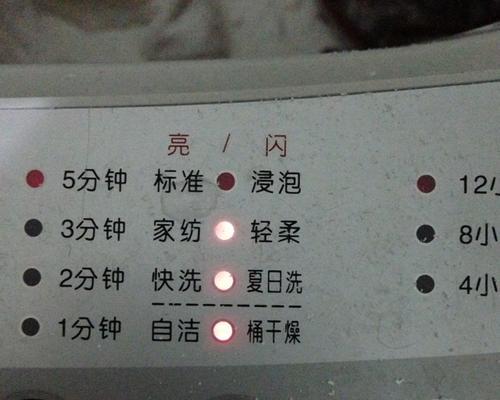 亮 / 闪
5分钟 标准 浸泡 12小
3分钟 家纺 轻柔 8小
2分钟 快洗 夏日洗 4小
1分钟 自洁 桶干燥